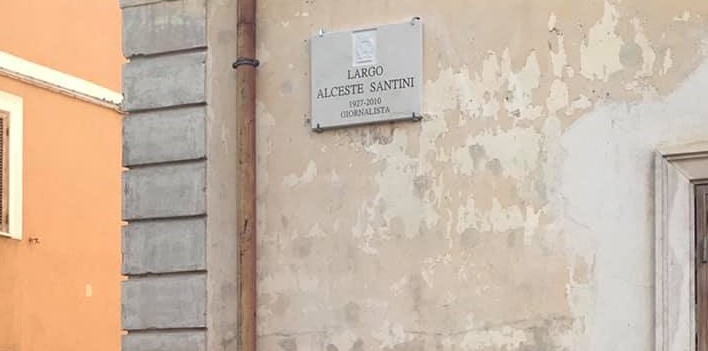 LARGO
ALCESTE SANTINI
1927-2010
GIORNALISTA